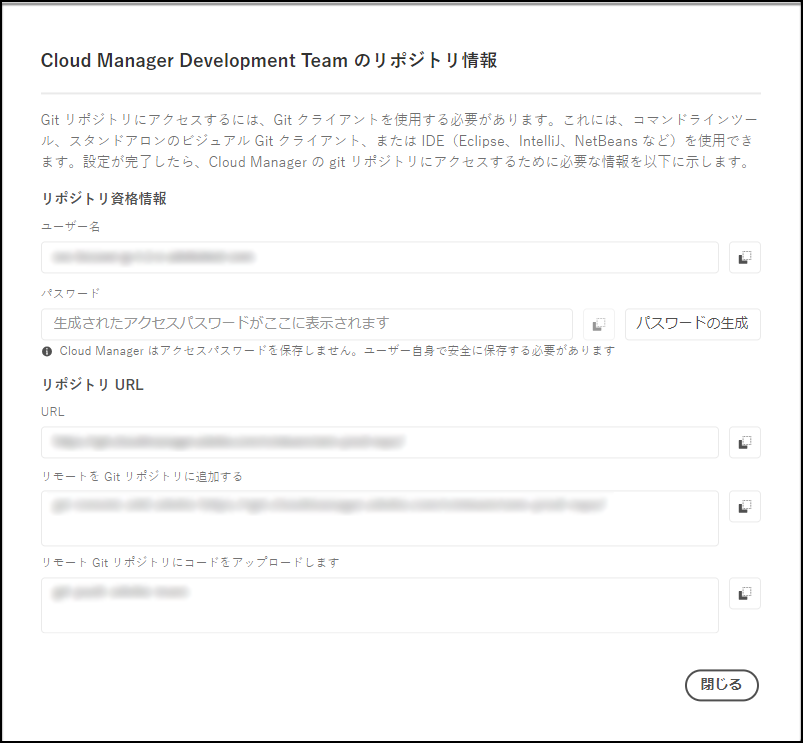 Cloud Manager Development Team のリポジトリ情報
Git リポジトリにアクセスするには、Git クライアントを使用する必要があります。これには、コマンドラインツー
ル、スタンドアロンのビジュアル Git クライアント、または IDE（Eclipse、IntelliJ、NetBeans など）を使用でき
ます。設定が完了したら、Cloud Manager の git リポジトリにアクセスするために必要な情報を以下に示します。
リポジトリ資格情報
ユーザー名
パスワード
生成されたアクセスパスワードがここに表示されます
パスワードの生成
Cloud Manager はアクセスパスワードを保存しません。ユーザー自身で安全に保存する必要があります
リポジトリ URL
URL
リモートを Git リポジトリに追加する
リモート Git リポジトリにコードをアップロードします
閉じる